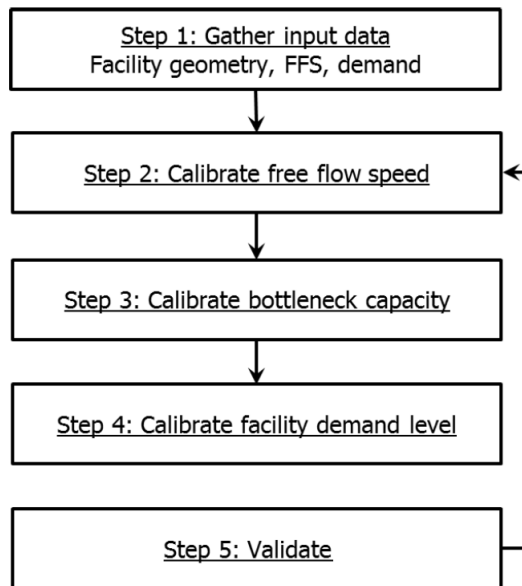 Step 1: Gather input data
Facility geometry, FFS, demand
Step 2: Calibrate free flow speed
Step 3: Calibrate bottleneck capacity
Step 4: Calibrate facility demand level
Step 5: Validate